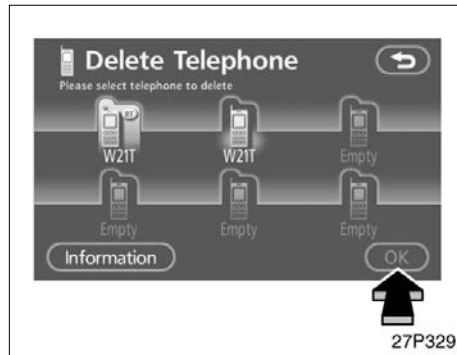 Delete Telephone
Please select telephone to delete
BT
W21T W21T Empty
Empty Empty Empty
Information OK
27P329